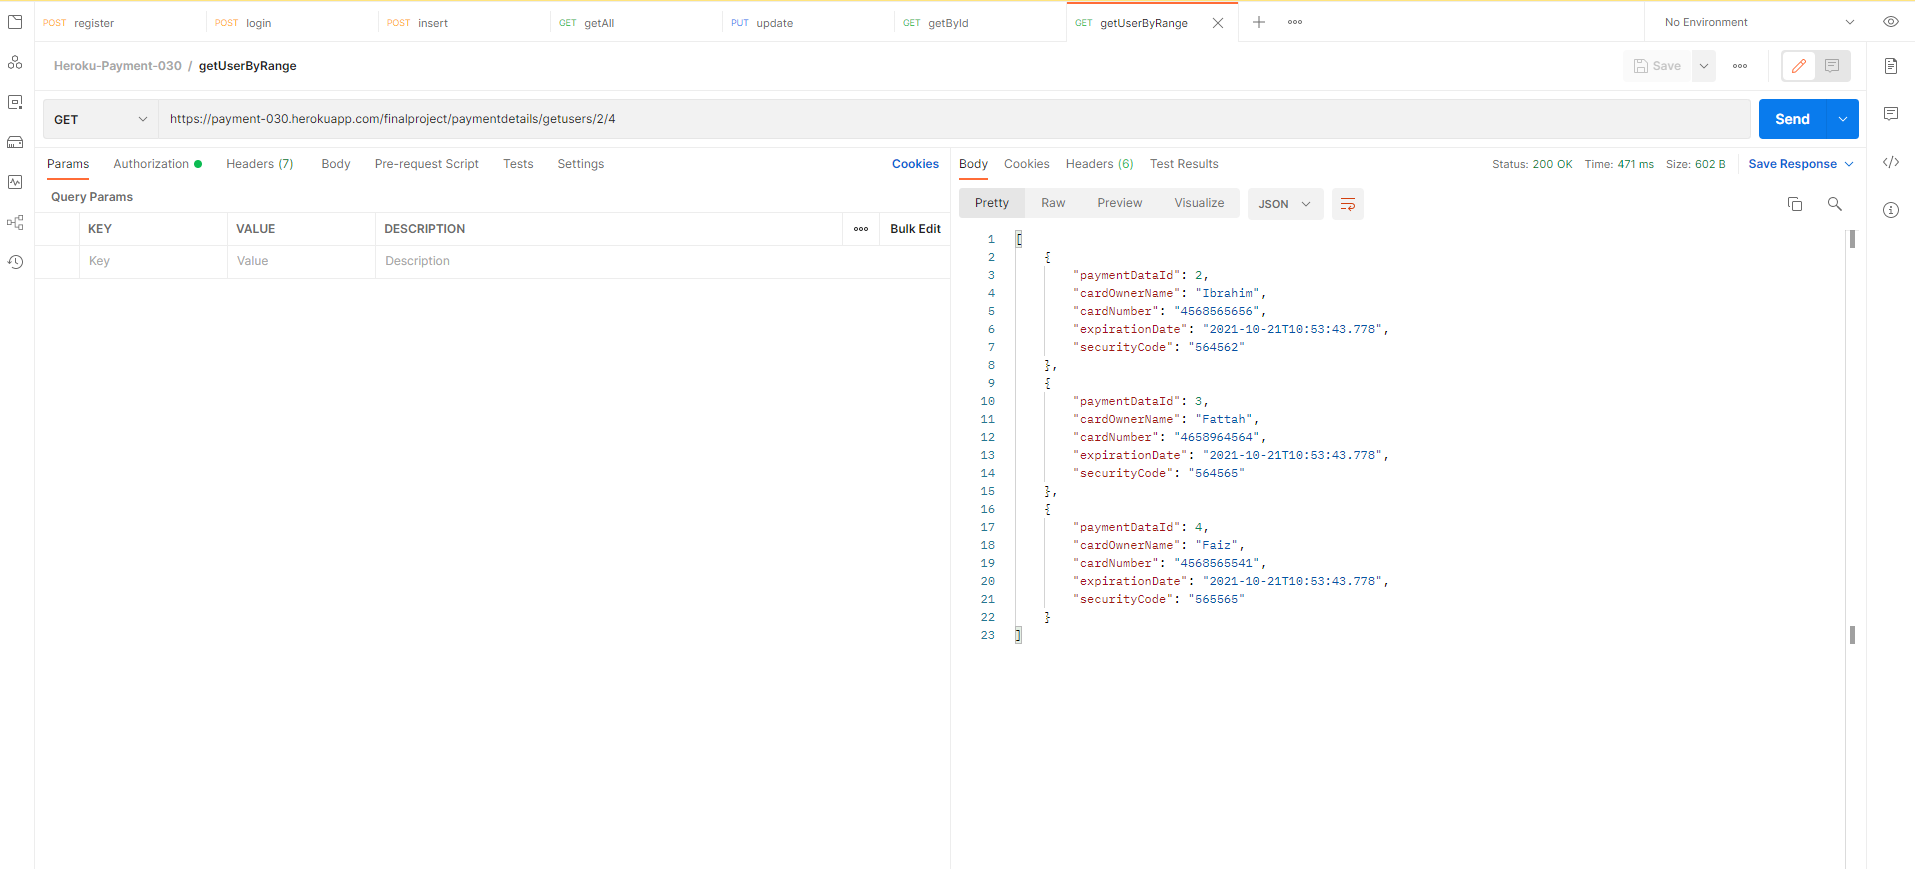 POST register POST login POST insert GET getAll PUT update GET getById GET getUserByRange No Environment
Heroku-Payment-030 / getUserByRange Save
GET https://payment-030.herokuapp.com/finalproject/paymentdetails/getusers/2/4 Send
Params Authorization Headers (7) Body Pre-request Script Tests Settings Cookies
Query Params
KEY VALUE DESCRIPTION Bulk Edit
Key Value Description
Body Cookies Headers (6) Test Results Status: 200 OK Time: 471 ms Size: 602 B Save Response
Pretty Raw Preview Visualize JSON
1 [
2 {
3 "paymentDataId": 2,
4 "cardOwnerName": "Ibrahim",
5 "cardNumber": "4568565656",
6 "expirationDate": "2021-10-21T10:53:43.778",
7 "securityCode": "564562"
8 },
9 {
10 "paymentDataId": 3,
11 "cardOwnerName": "Fattah",
12 "cardNumber": "4658964564",
13 "expirationDate": "2021-10-21T10:53:43.778",
14 "securityCode": "564565"
15 },
16 {
17 "paymentDataId": 4,
18 "cardOwnerName": "Faiz",
19 "cardNumber": "4568565541",
20 "expirationDate": "2021-10-21T10:53:43.778",
21 "securityCode": "565565"
22 }
23 ]